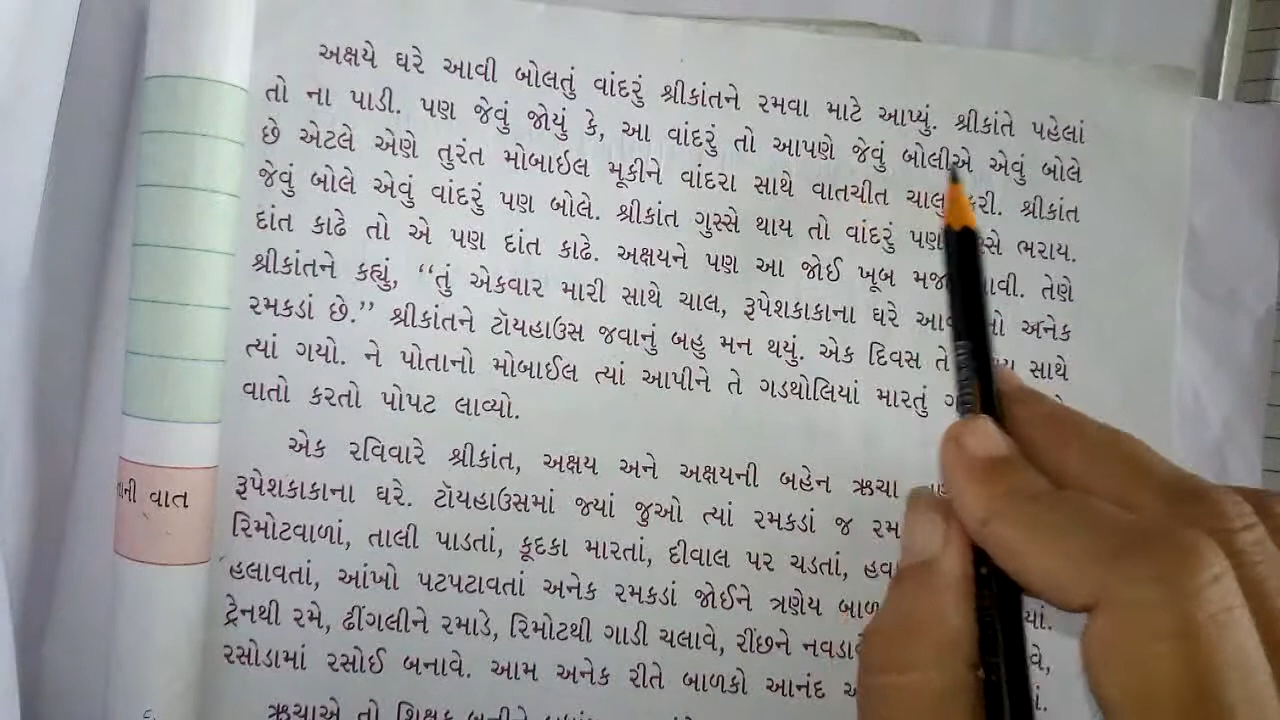 અક્ષયે ઘરે આવી બોલતું વાંદરું શ્રીકાંતને રમવા માટે આપ્યું. શ્રીકાંતે પહેલાં
તો ના પાડી. પણ જેવું જોયું કે, આ વાંદરું તો આપણે જેવું બોલીએ એવું બોલે
છે એટલે એણે તુરંત મોબાઈલ મૂકીને વાંદરા સાથે વાતચીત ચાલુ કરી. શ્રીકાંત
જેવું બોલે એવું વાંદરું પણ બોલે. શ્રીકાંત ગુસ્સે થાય તો વાંદરું પણ ભરાય.
દાંત કાઢે તો એ પણ દાંત કાઢે. અક્ષયને પણ આ જોઈ ખૂબ તેણે
શ્રીકાંતને કહ્યું, “તું એકવાર મારી સાથે ચાલ, રૂપેશકાકાના ઘરે અનેક
રમકડાં છે.” શ્રીકાંતને ટૉયહાઉસ જવાનું બહુ મન થયું. એક દિવસ તે સાથે
ત્યાં ગયો. ને પોતાનો મોબાઈલ ત્યાં આપીને તે ગડથોલિયાં મારતું
વાતો કરતો પોપટ લાવ્યો.
એક રવિવારે શ્રીકાંત, અક્ષય અને અક્ષયની બહેન ઋચા
વાત
રૂપેશકાકાના ઘરે. ટૉયહાઉસમાં જ્યાં જુઓ ત્યાં રમકડાં જ
રિમોટવાળાં, તાલી પાડતાં, કૂદકા મારતાં, દીવાલ પર ચડતાં,
હલાવતાં, આંખો પટપટાવતાં અનેક રમકડાં જોઈને ત્રણેય
ટ્રેનથી રમે, ઢીંગલીને રમાડે, રિમોટથી ગાડી ચલાવે, રીંછને
રસોડામાં રસોઈ બનાવે. આમ અનેક રીતે બાળકો આનંદ
ઋચાએ તો શિક્ષક બનીને